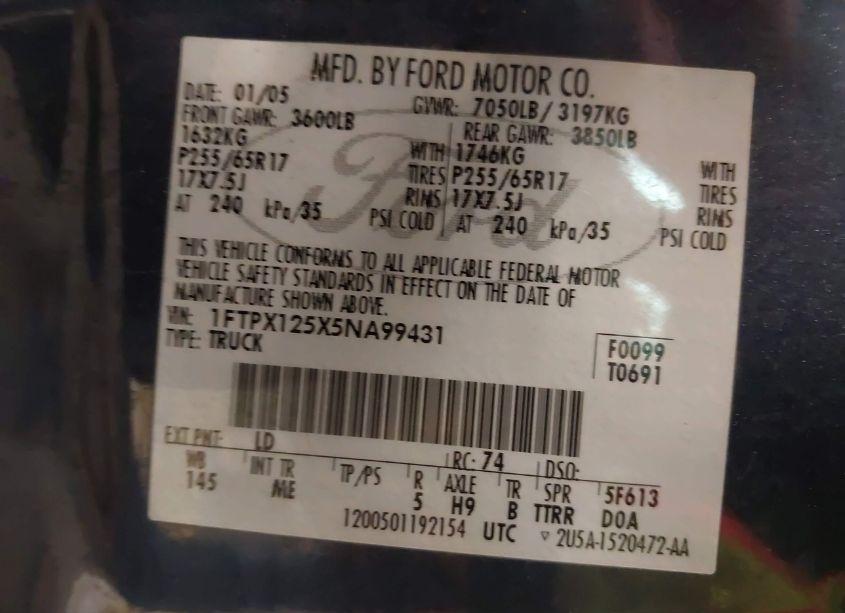 MFD. BY FORD MOTOR CO.
DATE: 01/05 GVWR: 7050LB/ 3197KG
FRONT GAWR: 3600LB REAR GAWR: 3850LB
1632KG WITH 1746KG WITH
P255/65R17 TIRES P255/65R17 TIRES
17X7.5J RIMS 17X7.5J RIMS
AT 240 kPa/35 PSI COLD AT 240 kPa/35 PSI COLD
THIS VEHICLE CONFORMS TO ALL APPLICABLE FEDERAL MOTOR
VEHICLE SAFETY STANDARDS IN EFFECT ON THE DATE OF
MANUFACTURE SHOWN ABOVE.
VIN: 1FTPX125X5NA99431
TYPE: TRUCK
F0099
T0691
Ford
EXT PNT: LD RC: 74 DSO:
WB INT TR TP/PS R AXLE TR SPR 5F613
145 ME 5 H9 B TTRR DOA
1200501192154 UTC ▽ 2U5A-1520472-AA